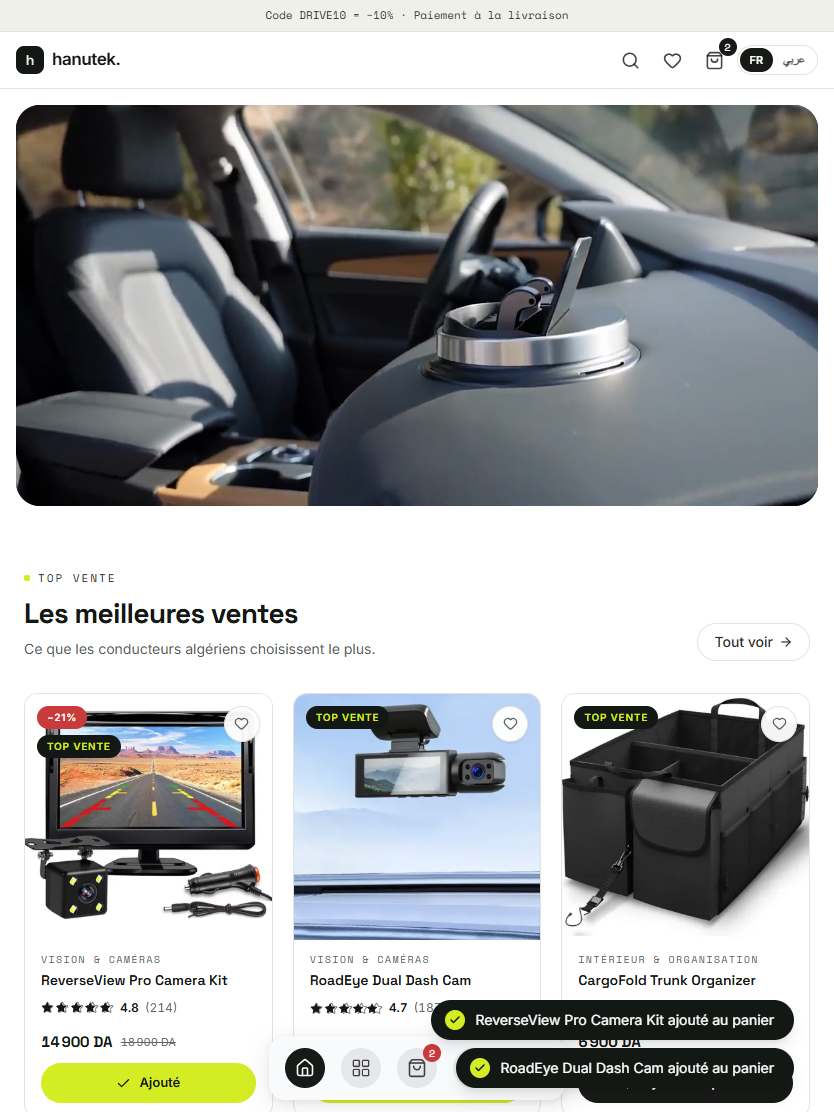 Code DRIVE10 = −10% · Paiement à la livraison
h hanutek.
2
FR عربي
TOP VENTE
Les meilleures ventes
Ce que les conducteurs algériens choisissent le plus.
Tout voir →
−21%
TOP VENTE
TOP VENTE
TOP VENTE
VISION & CAMÉRAS
ReverseView Pro Camera Kit
4.8 (214)
14 900 DA 18 900 DA
Ajouté
VISION & CAMÉRAS
RoadEye Dual Dash Cam
4.7
INTÉRIEUR & ORGANISATION
CargoFold Trunk Organizer
6 900 DA
ReverseView Pro Camera Kit ajouté au panier
2
RoadEye Dual Dash Cam ajouté au panier